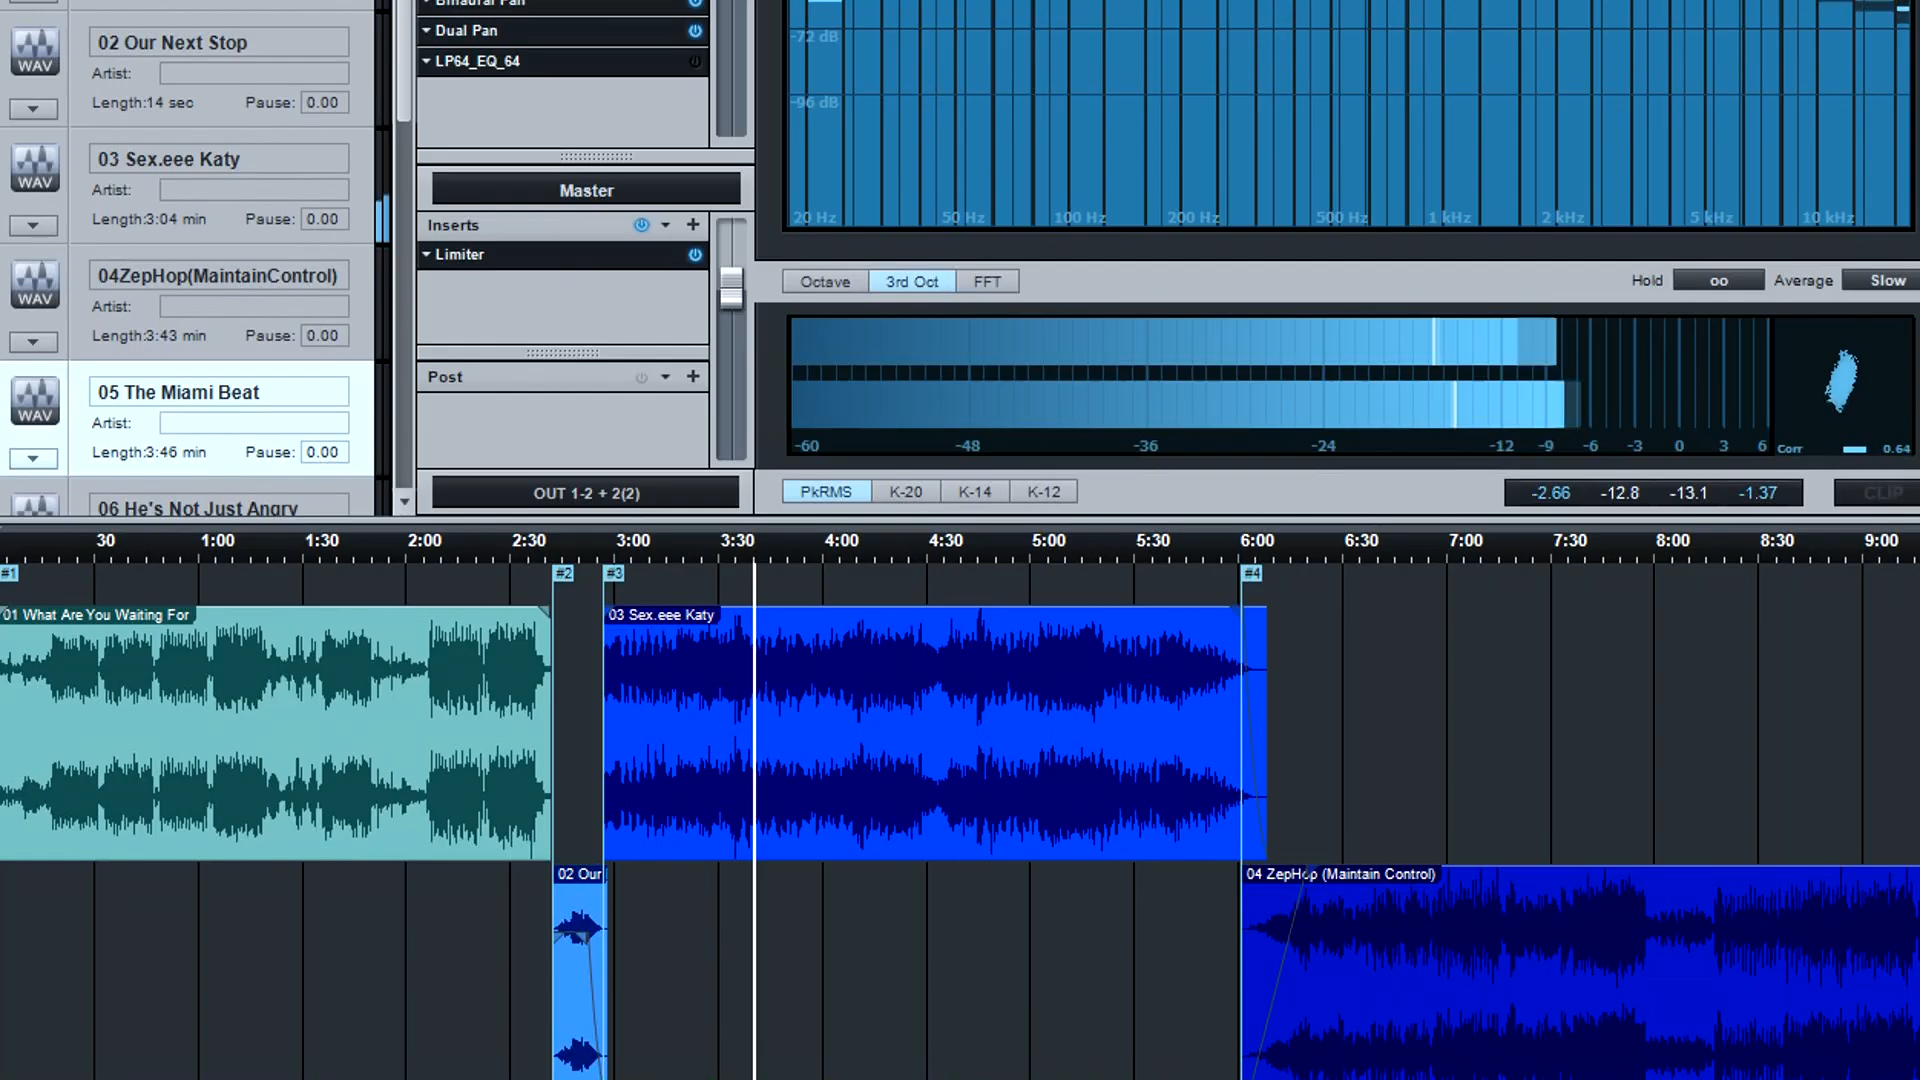 Binaural Pan
-72 dB
02 Our Next Stop
Dual Pan
WAV
LP64_EQ_64
Artist:
Length:14 sec Pause: 0.00
-96 dB
03 Sex.eee Katy
WAV
Artist:
Master
Length:3:04 min Pause: 0.00
20 Hz 50 Hz 100 Hz 200 Hz 500 Hz 1 kHz 2 kHz 5 kHz 10 kHz
Inserts
Limiter
04ZepHop(MaintainControl)
WAV
Octave 3rd Oct FFT Hold oo Average Slow
Artist:
Length:3:43 min Pause: 0.00
Post
05 The Miami Beat
WAV
Artist:
Length:3:46 min Pause: 0.00
-60 -48 -36 -24 -12 -9 -6 -3 0 3 6 Corr 0.64
OUT 1-2 + 2(2)
PkRMS K-20 K-14 K-12 -2.66 -12.8 -13.1 -1.37 CLIP
06 He's Not Just Angry
30 1:00 1:30 2:00 2:30 3:00 3:30 4:00 4:30 5:00 5:30 6:00 6:30 7:00 7:30 8:00 8:30 9:00
#1 #2 #3 #4
01 What Are You Waiting For
03 Sex.eee Katy
02 Our
04 ZepHop (Maintain Control)